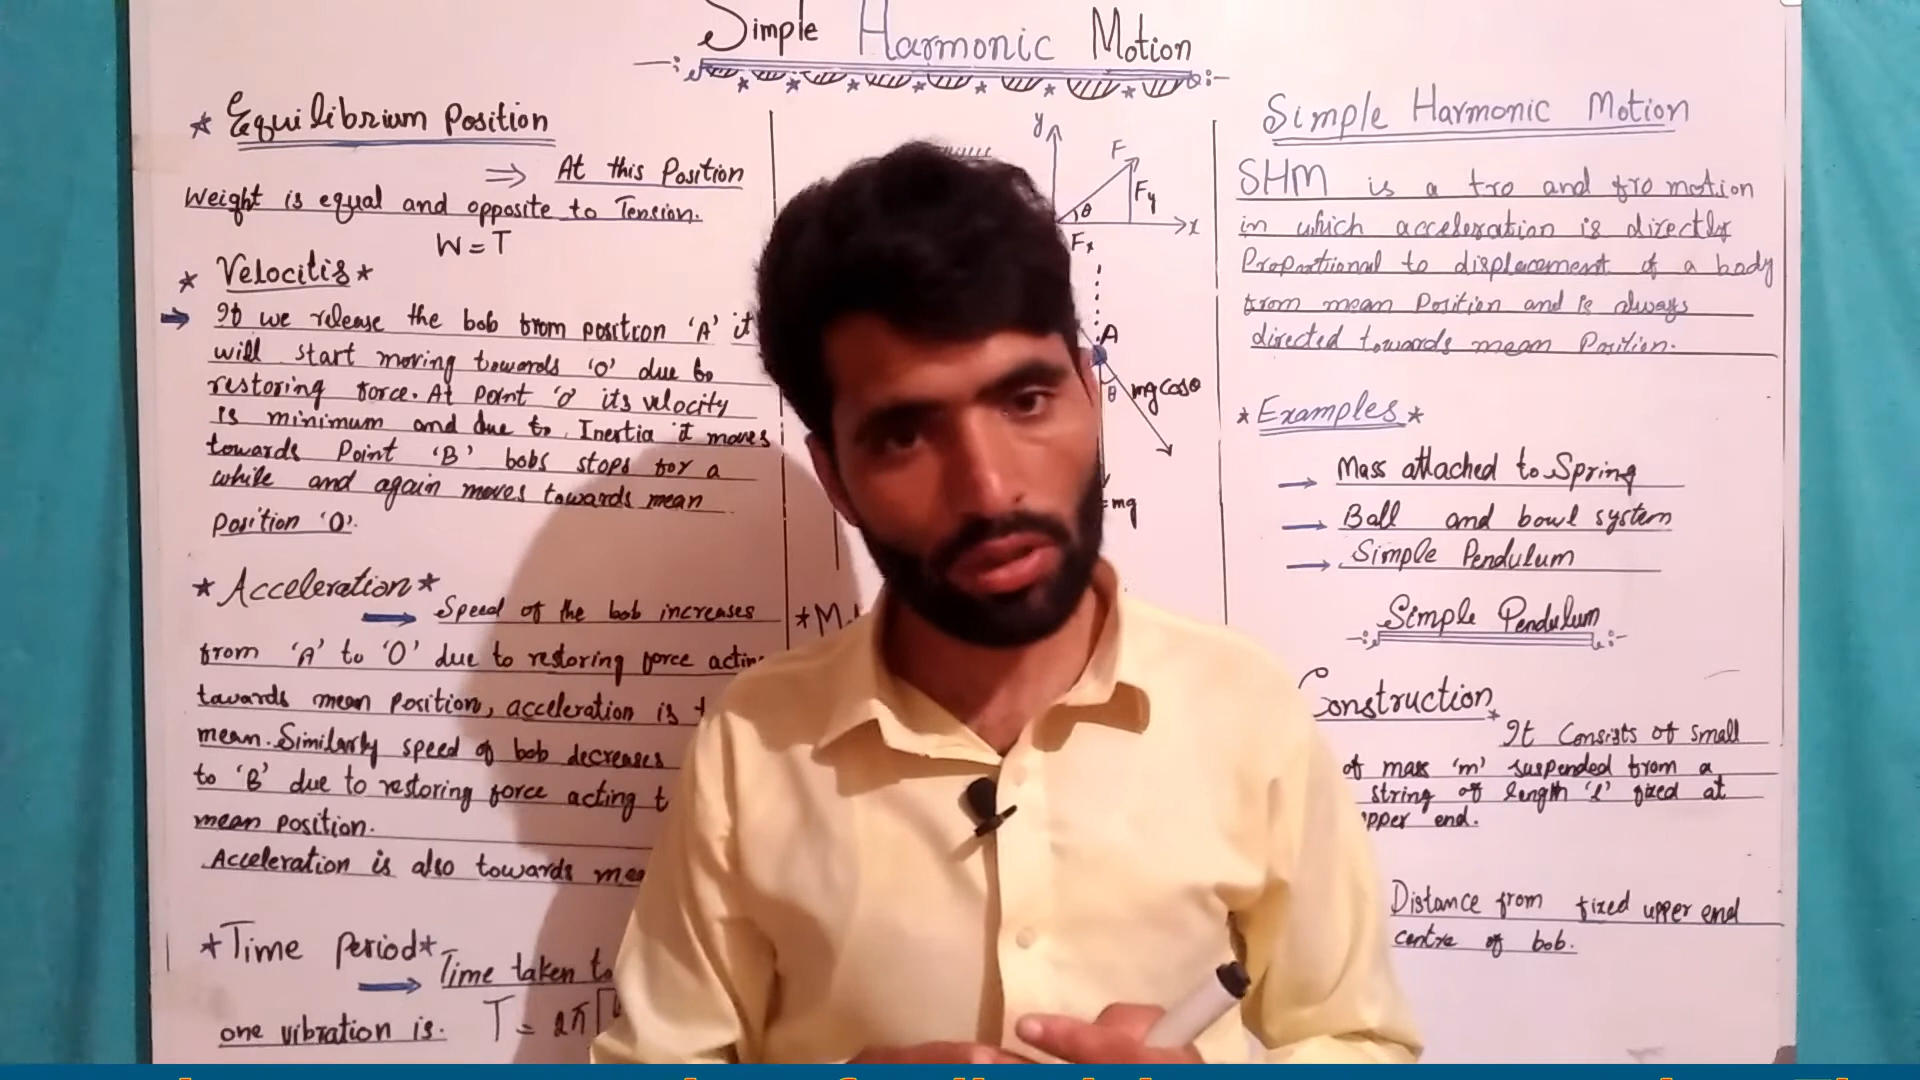 Simple Harmonic Motion
* Equilibrium Position
⇒ At this Position
Weight is equal and opposite to Tension.
W = T
* Velocitis *
→ If we release the bob from position 'A' it
will start moving towards 'O' due to
restoring force. At point 'O' its velocity
is minimum and due to Inertia it moves
towards Point 'B' bobs stops for a
while and again moves towards mean
Position 'O'.
* Acceleration *
→ Speed of the bob increases
from 'A' to 'O' due to restoring force
towards mean Position, acceleration is
mean. Similarly speed of bob decreases
to 'B' due to restoring force acting
mean position.
Acceleration is also towards
* Time Period *
→ Time taken to
one vibration is. T = 2π
y
F
Fy
θ
x
Fx
A
θ
mg cosθ
= mg
Simple Harmonic Motion
SHM is a tro and fro motion
in which acceleration is directly
Proportional to displacement of a body
from mean Position and is always
directed towards mean Position.
* Examples *
→ Mass attached to Spring
→ Ball and bowl system
→ Simple Pendulum
Simple Pendulum
Construction *
It Consists of small
of mass 'm' suspended from a
string of length 'l' fixed at
upper end.
Distance from fixed upper end
centre of bob.